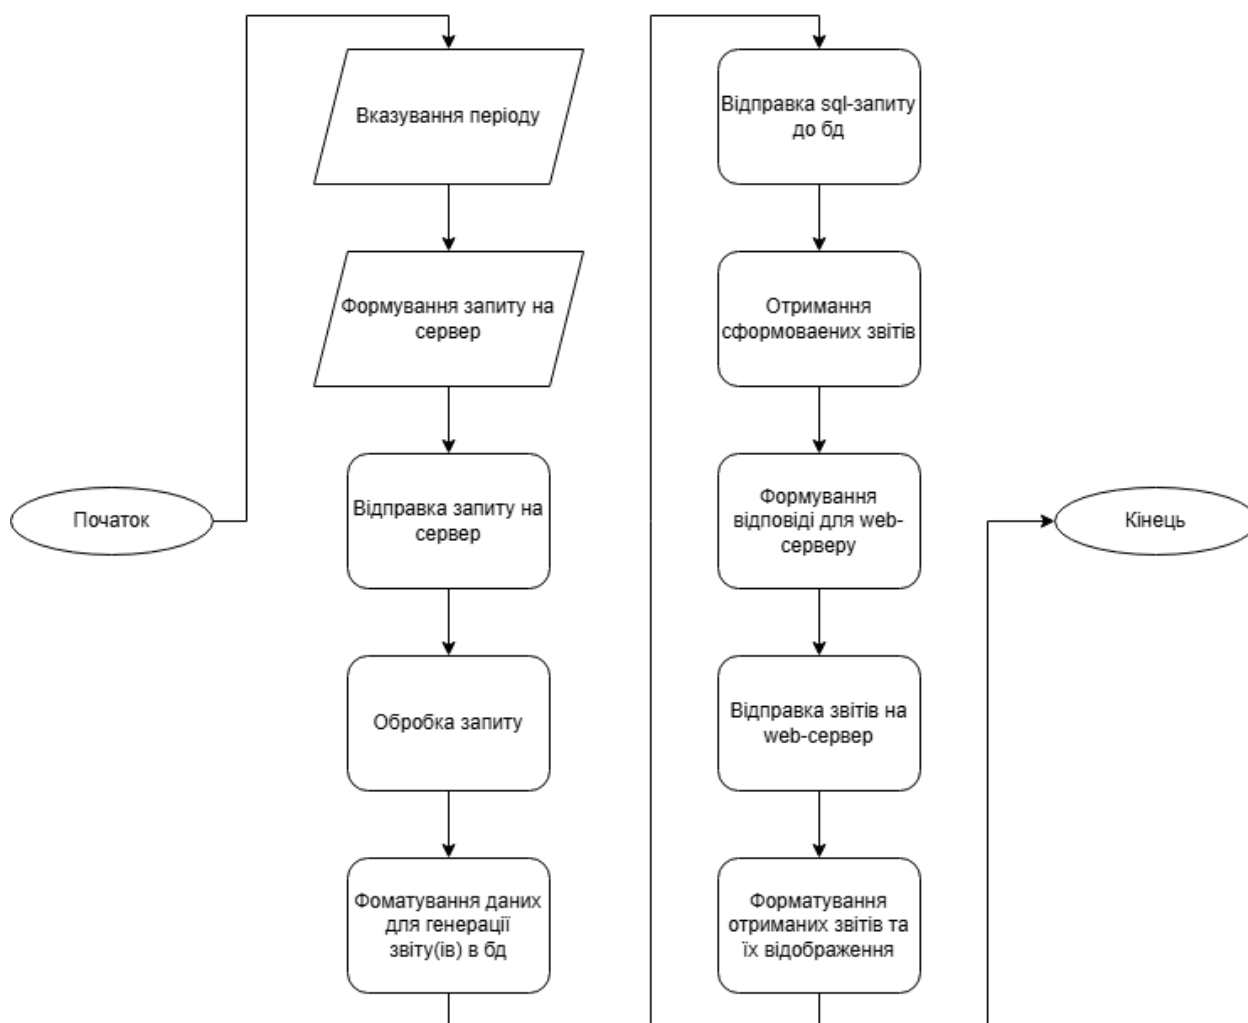 Початок
Вказування періоду
Формування запиту на
сервер
Відправка запиту на
сервер
Обробка запиту
Фоматування даних
для генерації
звіту(ів) в бд
Відправка sql-запиту
до бд
Отримання
сформоваених звітів
Формування
відповіді для web-
серверу
Відправка звітів на
web-сервер
Форматування
отриманих звітів та
їх відображення
Кінець